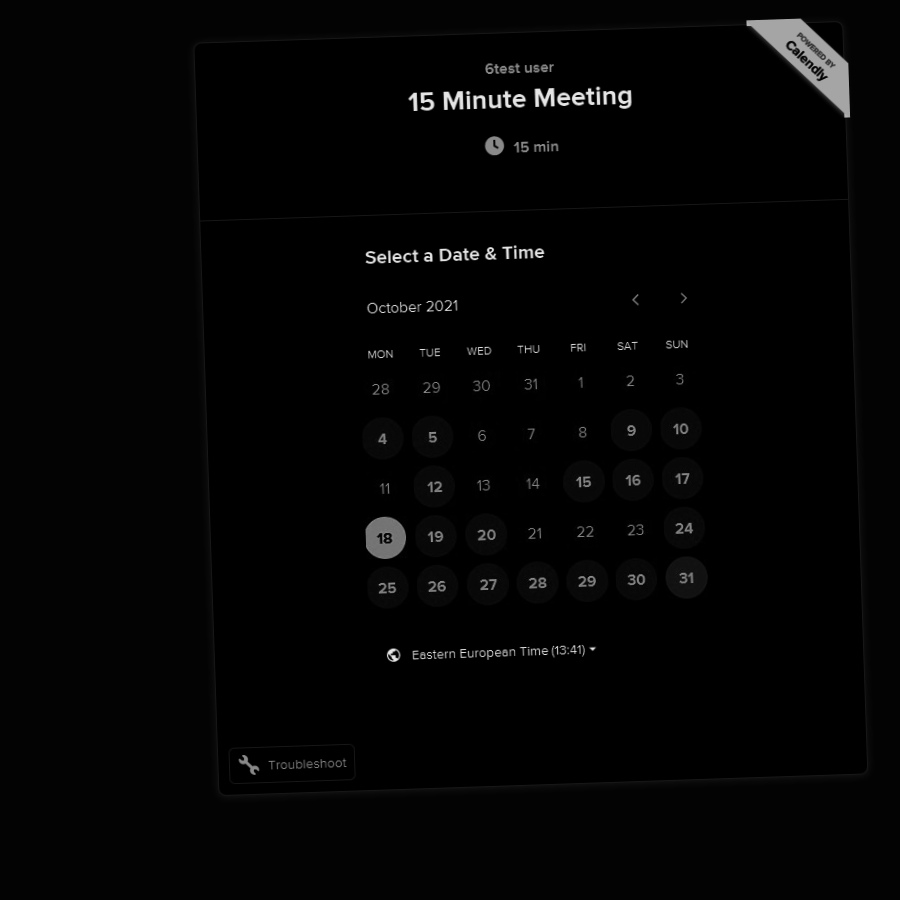 POWERED BY
Calendly
6test user
15 Minute Meeting
15 min
Select a Date & Time
October 2021
MON TUE WED THU FRI SAT SUN
28 29 30 31 1 2 3
4 5 6 7 8 9 10
11 12 13 14 15 16 17
18 19 20 21 22 23 24
25 26 27 28 29 30 31
Eastern European Time (13:41)
Troubleshoot